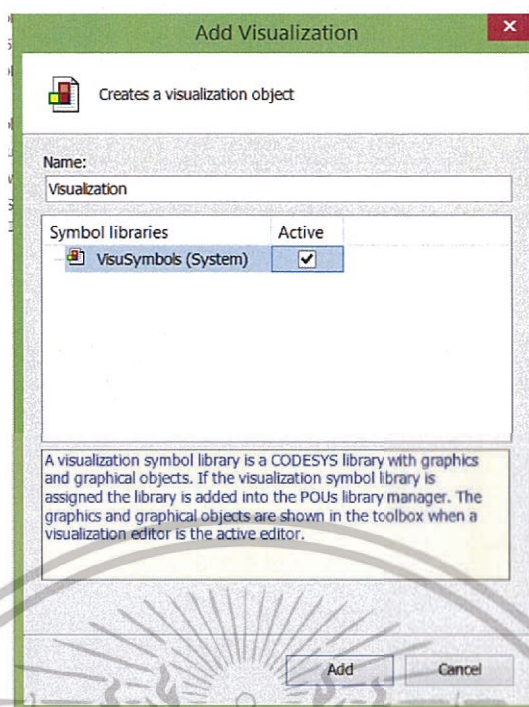 Add Visualization
Creates a visualization object
Name:
Visualization
Symbol libraries Active
VisuSymbols (System)
A visualization symbol library is a CODESYS library with graphics
and graphical objects. If the visualization symbol library is
assigned the library is added into the POUs library manager. The
graphics and graphical objects are shown in the toolbox when a
visualization editor is the active editor.
Add Cancel